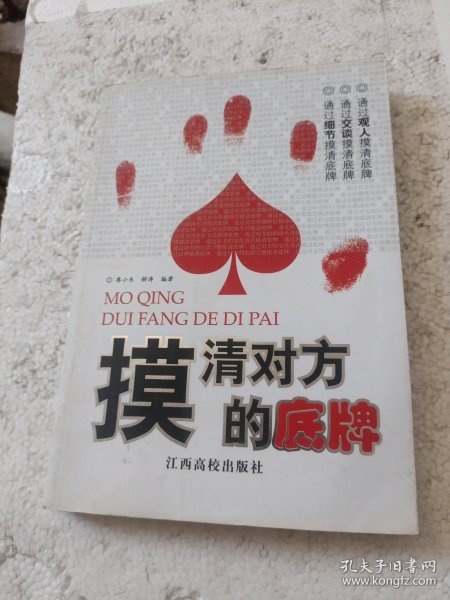 ◎通过观人摸清底牌
◎通过交谈摸清底牌
◎通过细节摸清底牌
编著
MO QING
DUI FANG DE DI PAI
摸清对方
的底牌
江西高校出版社
孔夫子旧书网
www.kongfz.com